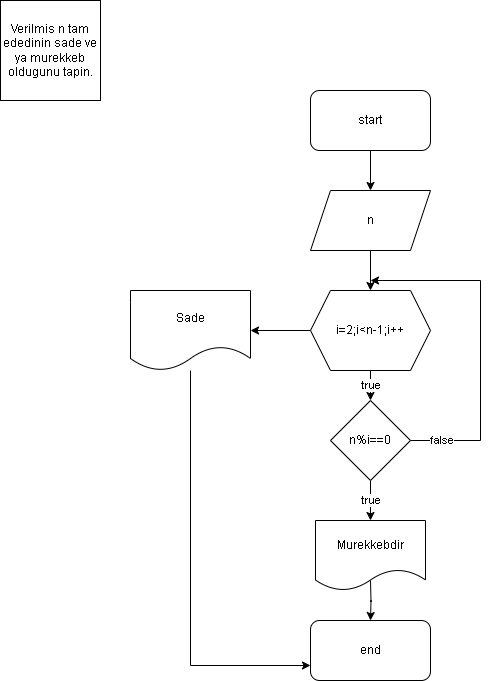 Verilmis n tam
ededinin sade ve
ya murekkeb
oldugunu tapin.
start
n
Sade
i=2;i<n-1;i++
true
n%i==0
false
true
Murekkebdir
end